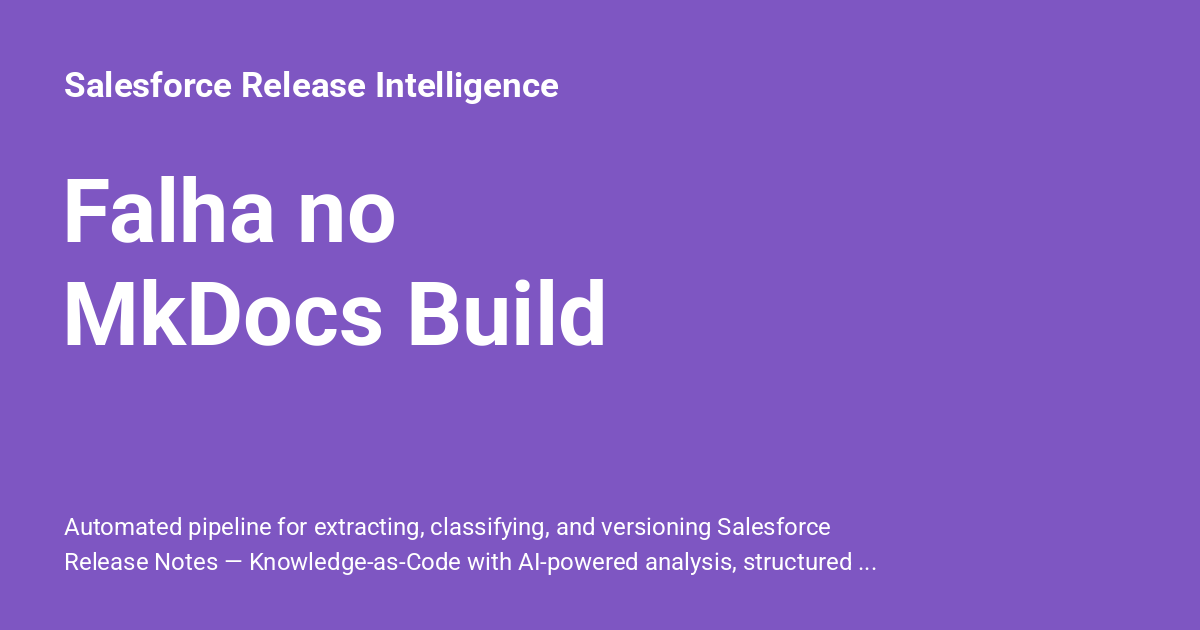 Salesforce Release Intelligence
Falha no
MkDocs Build
Automated pipeline for extracting, classifying, and versioning Salesforce
Release Notes — Knowledge-as-Code with AI-powered analysis, structured ...